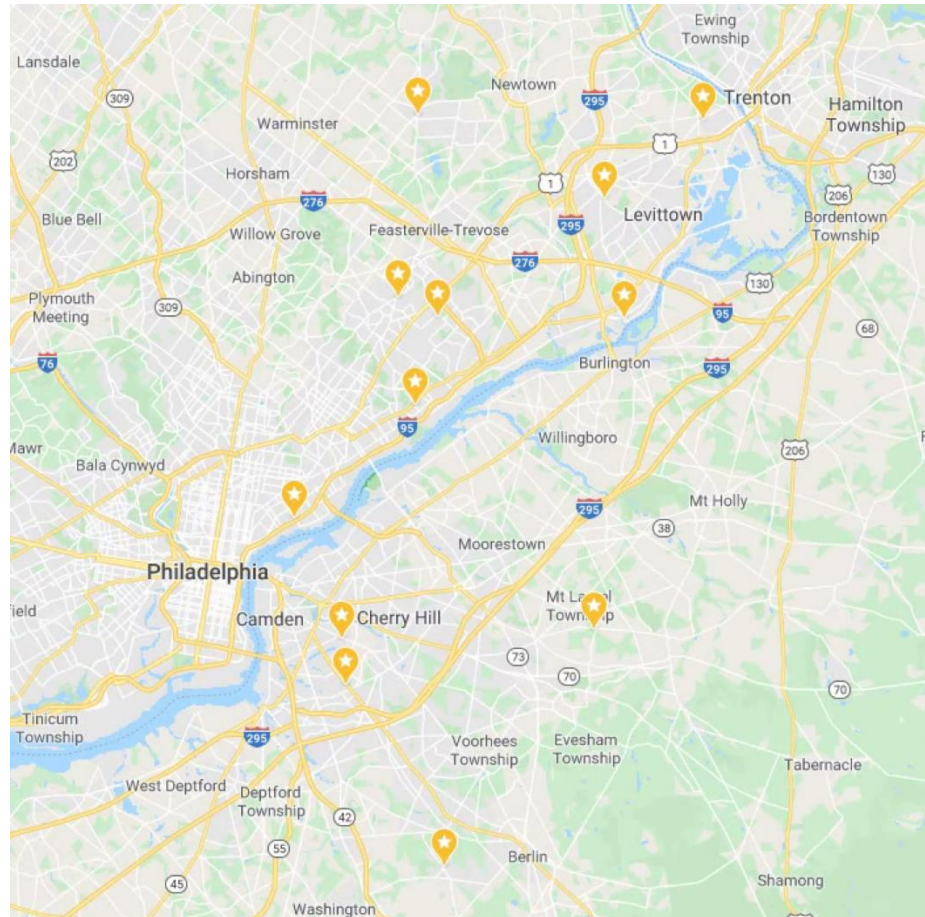 Ewing
Township
Lansdale
Newtown
309
295
Trenton
Hamilton
Township
Warminster
1
202
Horsham
1
130
276
206
Levittown
Blue Bell
295
Bordentown
Township
Willow Grove
Feasterville-Trevose
276
Abington
130
Plymouth
Meeting
309
95
68
76
Burlington
295
95
Willingboro
206
Bala Cynwyd
295
Mt Holly
38
Moorestown
Philadelphia
Mt Laurel
Township
Camden
Cherry Hill
73
70
70
Tinicum
Township
295
Voorhees
Township
Evesham
Township
Tabernacle
West Deptford
Deptford
Township
42
55
Berlin
45
Shamong
Washington